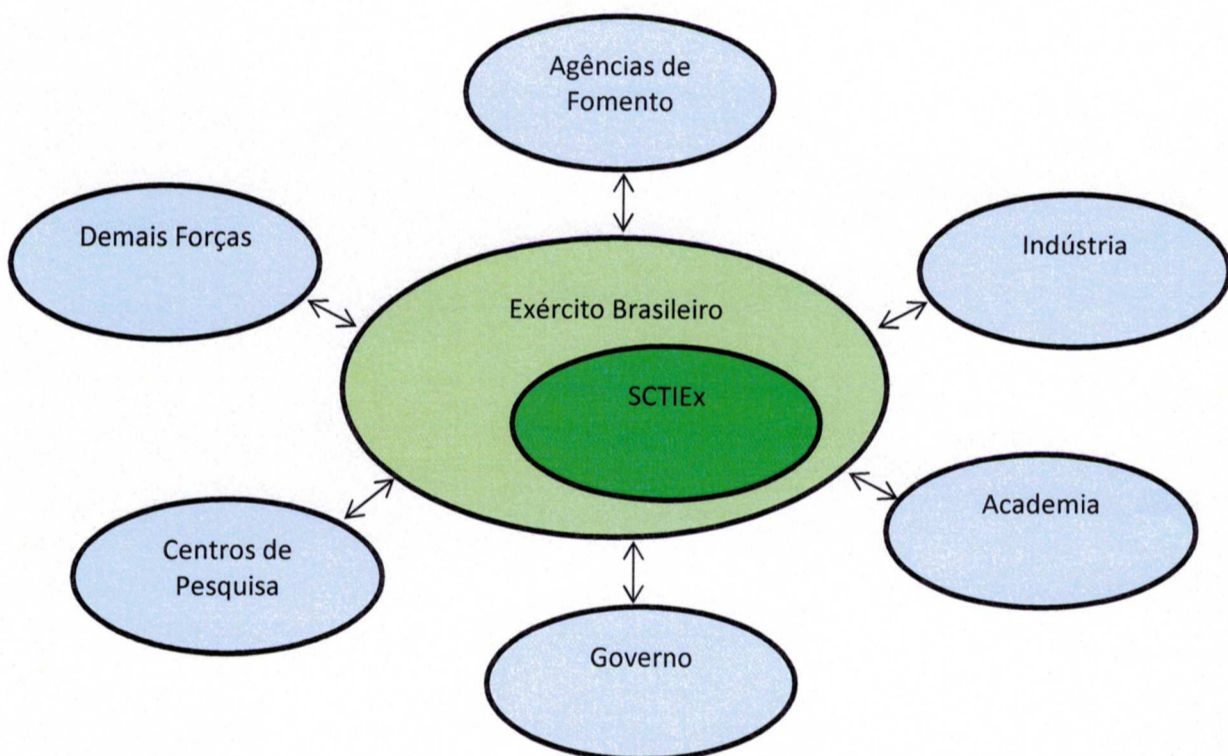 Agências de
Fomento
Demais Forças
Indústria
Exército Brasileiro
SCTIEx
Academia
Centros de
Pesquisa
Governo